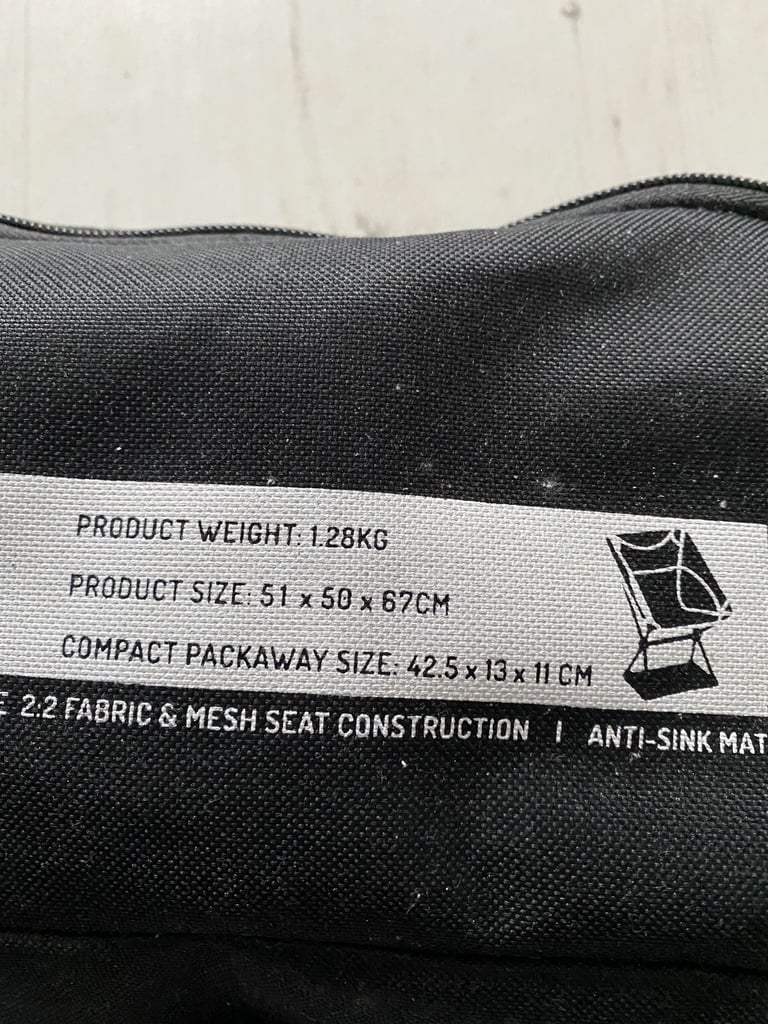 PRODUCT WEIGHT: 1.28KG
PRODUCT SIZE: 51 x 50 x 67CM
COMPACT PACKAWAY SIZE: 42.5 x 13 x 11 CM
E 2.2 FABRIC & MESH SEAT CONSTRUCTION | ANTI-SINK MAT